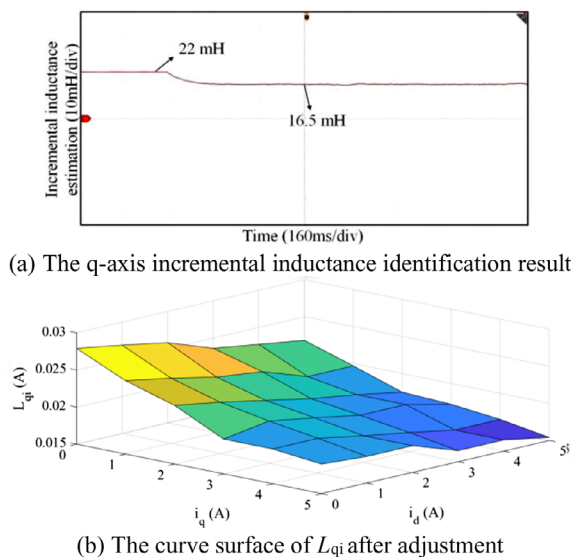 22 mH
Incremental inductance
estimation (10mH/div)
16.5 mH
Time (160ms/div)
(a) The q-axis incremental inductance identification result
0.03
0.025
0.02
0.015
L_qi (A)
0
1
2
3
4
5
i_q (A)
0
1
2
3
4
5
i_d (A)
(b) The curve surface of L_qi after adjustment